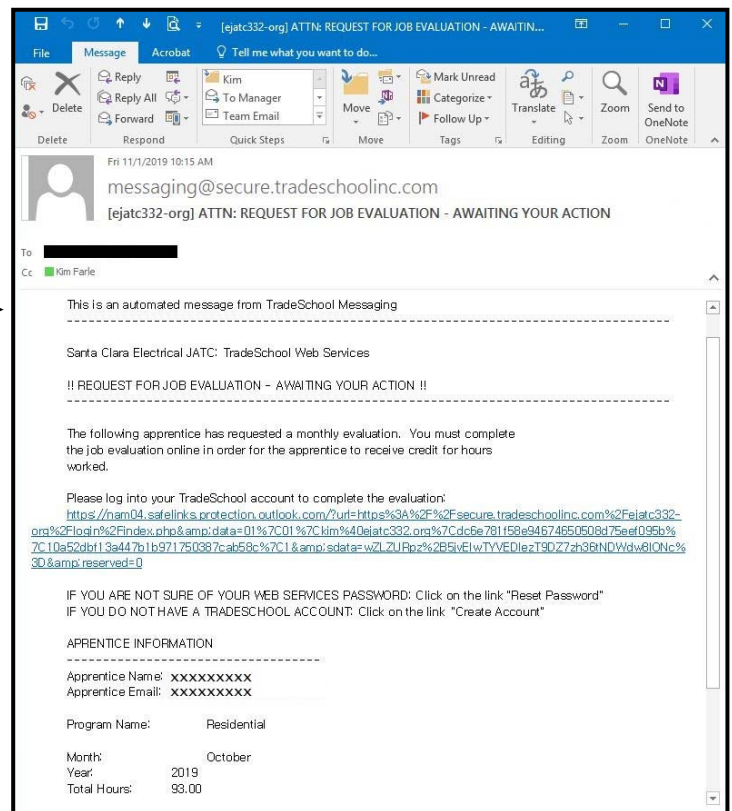 [ejatc332-org] ATTN: REQUEST FOR JOB EVALUATION - AWAITIN...
File Message Acrobat Tell me what you want to do...
Delete
Reply
Reply All
Forward
Kim
To Manager
Team Email
Move
Mark Unread
Categorize
Follow Up
Translate
Zoom
Send to
OneNote
Delete Respond Quick Steps Move Tags Editing Zoom OneNote
Fri 11/1/2019 10:15 AM
messaging@secure.tradeschoolinc.com
[ejatc332-org] ATTN: REQUEST FOR JOB EVALUATION - AWAITING YOUR ACTION
To
Cc Kim Farle
This is an automated message from TradeSchool Messaging
--------------------------------------------------------------------------------
Santa Clara Electrical JATC: TradeSchool Web Services
!! REQUEST FOR JOB EVALUATION - AWAITING YOUR ACTION !!
--------------------------------------------------------------------------------
The following apprentice has requested a monthly evaluation. You must complete
the job evaluation online in order for the apprentice to receive credit for hours
worked.
Please log into your TradeSchool account to complete the evaluation:
https://nam04.safelinks.protection.outlook.com/?url=https%3A%2F%2Fsecure.tradeschoolinc.com%2Fejatc332-
org%2Flogin%2Findex.php&amp;data=01%7C01%7Ckim%40ejatc332.org%7Cdc6e781f58e94674650508d75eef095b%
7C10a52dbf13a447b1b971750387cab58c%7C1&amp;sdata=wZLZURpz%2B5jvElwTYVEDlezT9DZ7zh36tNDWdw8lONc%
3D&amp;reserved=0
IF YOU ARE NOT SURE OF YOUR WEB SERVICES PASSWORD: Click on the link "Reset Password"
IF YOU DO NOT HAVE A TRADESCHOOL ACCOUNT: Click on the link "Create Account"
APRENTICE INFORMATION
------------------------------------
Apprentice Name: xxxxxxxxx
Apprentice Email: xxxxxxxxx
Program Name: Residential
Month: October
Year: 2019
Total Hours: 93.00